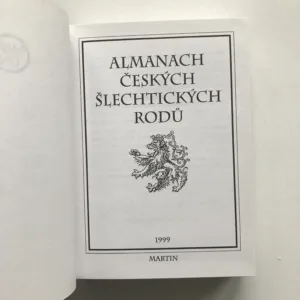 ALMANACH
ČESKÝCH
ŠLECHTICKÝCH
RODŮ
1999
MARTIN